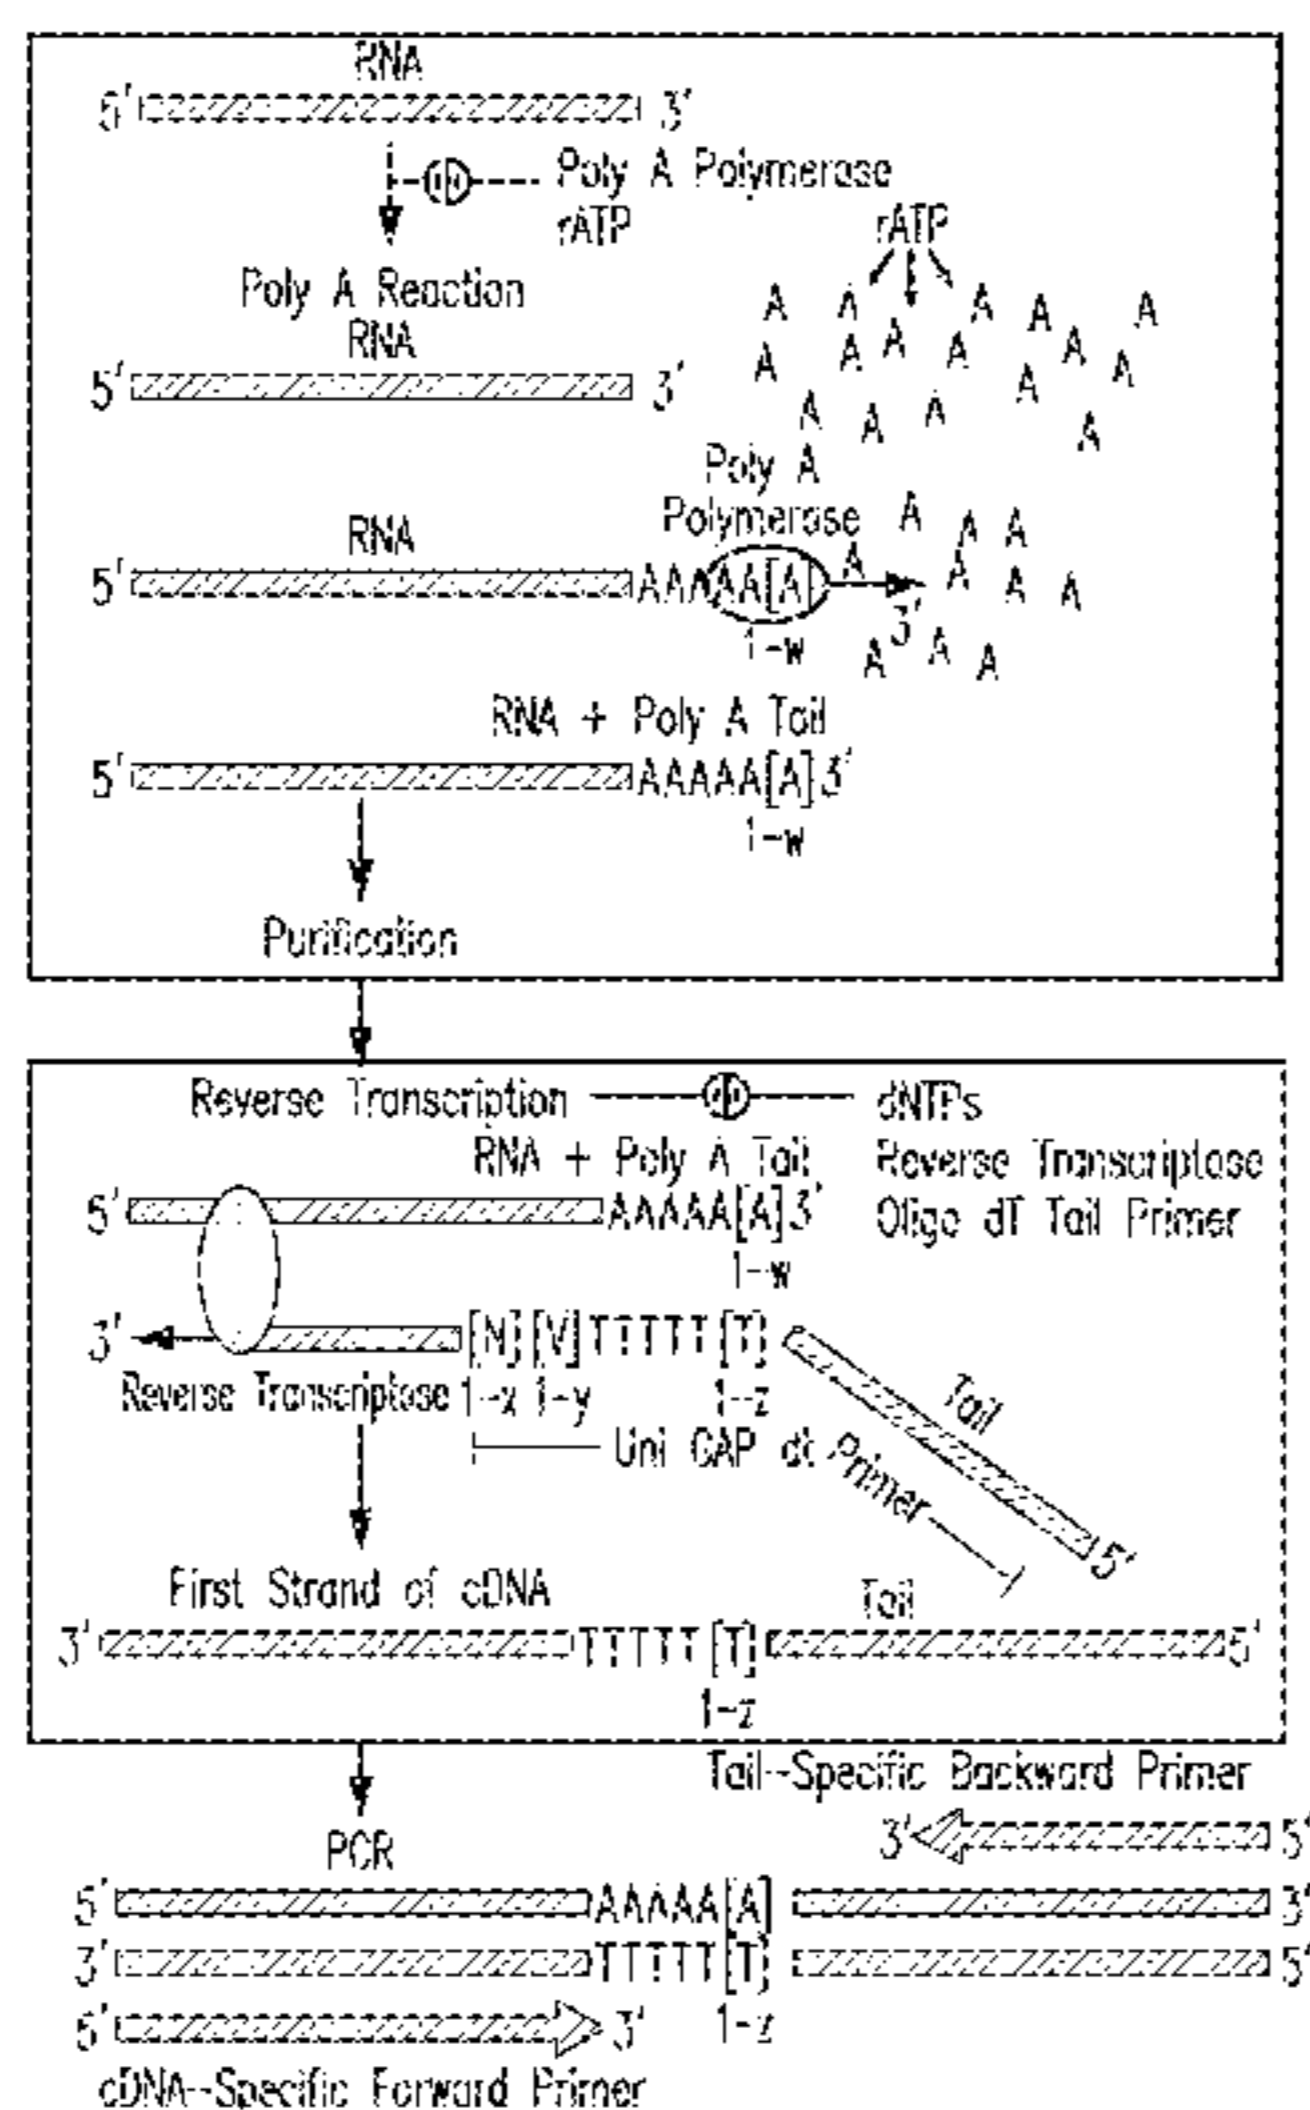 RNA
5' 3'
Poly A Polymerase
rATP
rATP
Poly A Reaction
RNA
5' 3'
A A A A A
A A A A A A A
A A A A
Poly A
Polymerase
RNA
A A A
5' AAAAA[A] A A A A
1-w 3'
A A A
RNA + Poly A Tail
5' AAAAA[A]3'
1-w
Purification
Reverse Transcription dNTPs
RNA + Poly A Tail Reverse Transcriptase
5' AAAAA[A]3' Oligo dT Tail Primer
1-w
3' [N] [V]TTTTT[T]
Reverse Transcriptase 1-x 1-y 1-z
Tail
Uni GAP dt Primer
5'
First Strand of cDNA Tail
3' TTTTT[T] 5'
1-z
Tail-Specific Backward Primer
3' 5'
PCR
5' AAAAA[A] 3'
3' TTTTT[T] 5'
5' 3' 1-z
cDNA-Specific Forward Primer